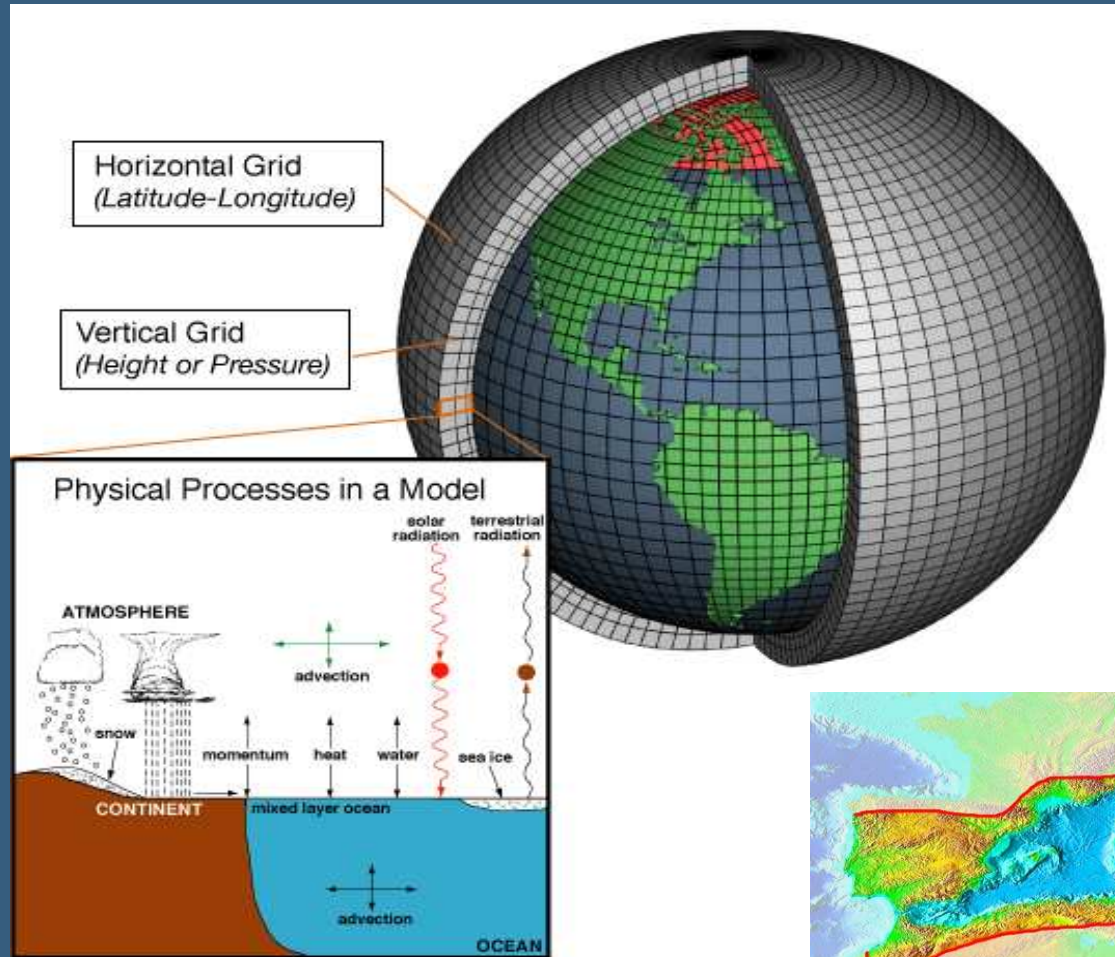 Horizontal Grid
(Latitude-Longitude)
Vertical Grid
(Height or Pressure)
Physical Processes in a Model
solar
radiation
terrestrial
radiation
ATMOSPHERE
advection
snow
momentum
heat
water
sea ice
CONTINENT
mixed layer ocean
advection
OCEAN